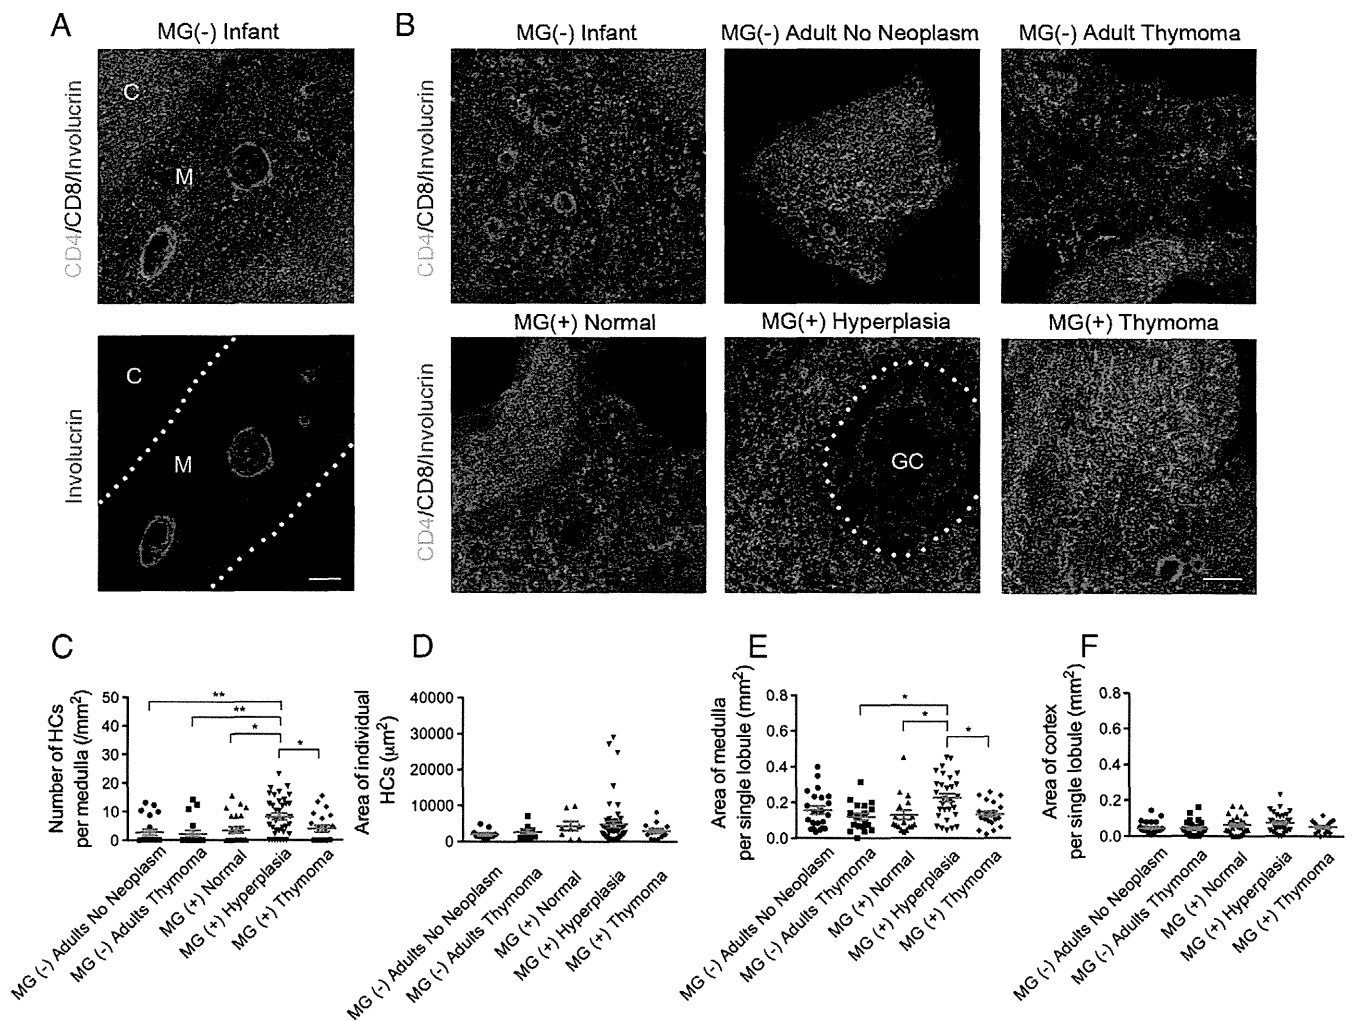 A
MG(-) Infant
CD4/CD8/Involucrin
C
M
Involucrin
C
M
B
MG(-) Infant
MG(-) Adult No Neoplasm
MG(-) Adult Thymoma
CD4/CD8/Involucrin
MG(+) Normal
MG(+) Hyperplasia
MG(+) Thymoma
CD4/CD8/Involucrin
GC
C
Number of HCs
per medulla (/mm²)
50
40
30
20
10
0
**
**
*
*
MG (-) Adults No Neoplasm
MG (-) Adults Thymoma
MG (+) Normal
MG (+) Hyperplasia
MG (+) Thymoma
D
Area of individual
HCs (μm²)
40000
30000
20000
10000
0
MG (-) Adults No Neoplasm
MG (-) Adults Thymoma
MG (+) Normal
MG (+) Hyperplasia
MG (+) Thymoma
E
Area of medulla
per single lobule (mm²)
0.8
0.6
0.4
0.2
0.0
*
*
*
MG (-) Adults No Neoplasm
MG (-) Adults Thymoma
MG (+) Normal
MG (+) Hyperplasia
MG (+) Thymoma
F
Area of cortex
per single lobule (mm²)
0.8
0.6
0.4
0.2
0.0
MG (-) Adults No Neoplasm
MG (-) Adults Thymoma
MG (+) Normal
MG (+) Hyperplasia
MG (+) Thymoma